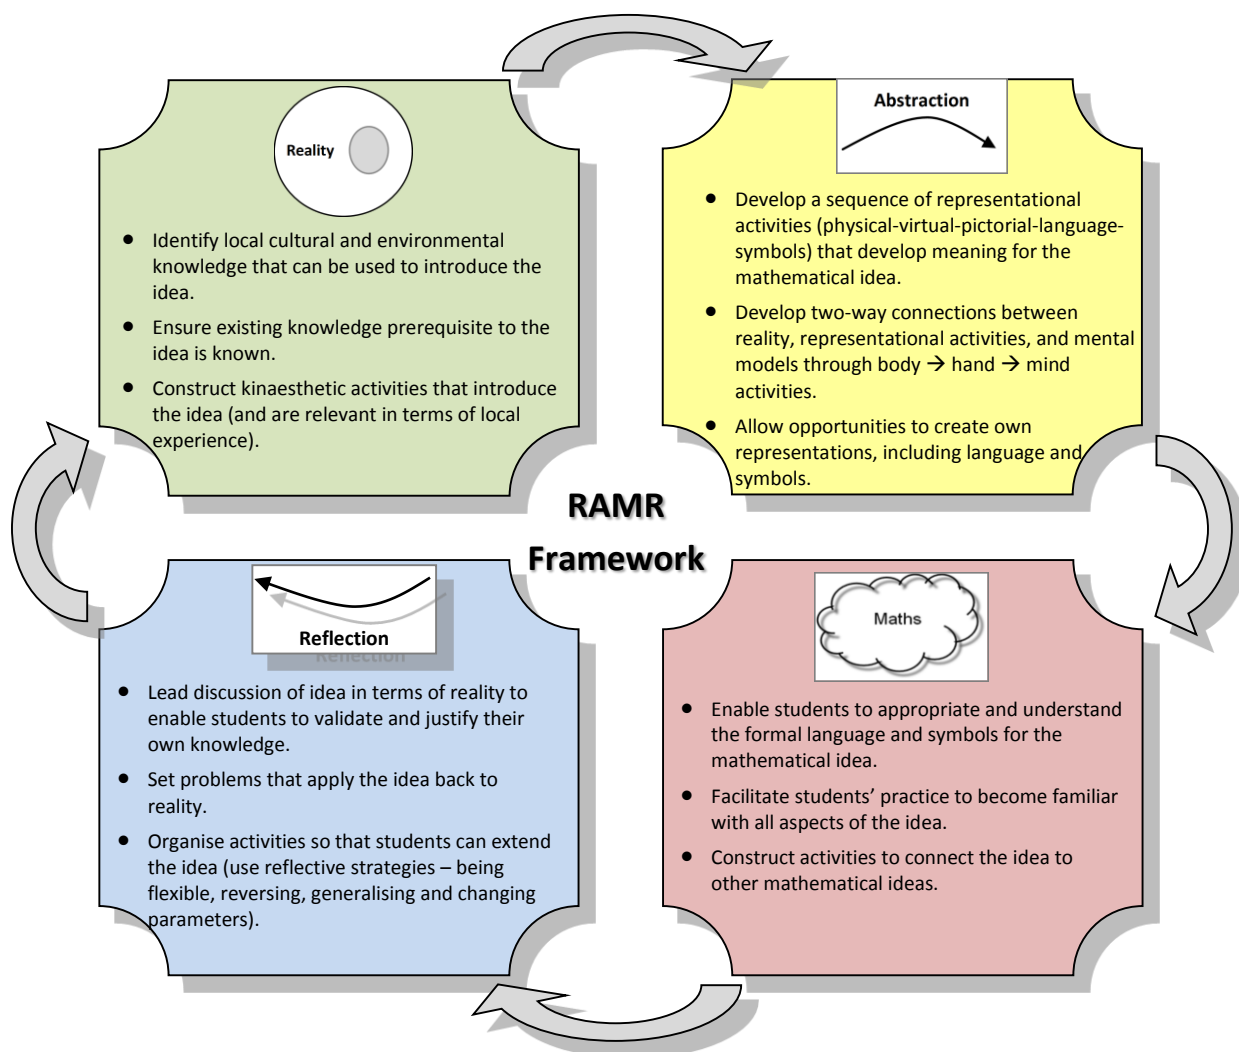 Reality
• Identify local cultural and environmental
knowledge that can be used to introduce the
idea.
• Ensure existing knowledge prerequisite to the
idea is known.
• Construct kinaesthetic activities that introduce
the idea (and are relevant in terms of local
experience).
Abstraction
• Develop a sequence of representational
activities (physical-virtual-pictorial-language-
symbols) that develop meaning for the
mathematical idea.
• Develop two-way connections between
reality, representational activities, and mental
models through body → hand → mind
activities.
• Allow opportunities to create own
representations, including language and
symbols.
RAMR
Framework
Reflection
• Lead discussion of idea in terms of reality to
enable students to validate and justify their
own knowledge.
• Set problems that apply the idea back to
reality.
• Organise activities so that students can extend
the idea (use reflective strategies – being
flexible, reversing, generalising and changing
parameters).
Maths
• Enable students to appropriate and understand
the formal language and symbols for the
mathematical idea.
• Facilitate students’ practice to become familiar
with all aspects of the idea.
• Construct activities to connect the idea to
other mathematical ideas.